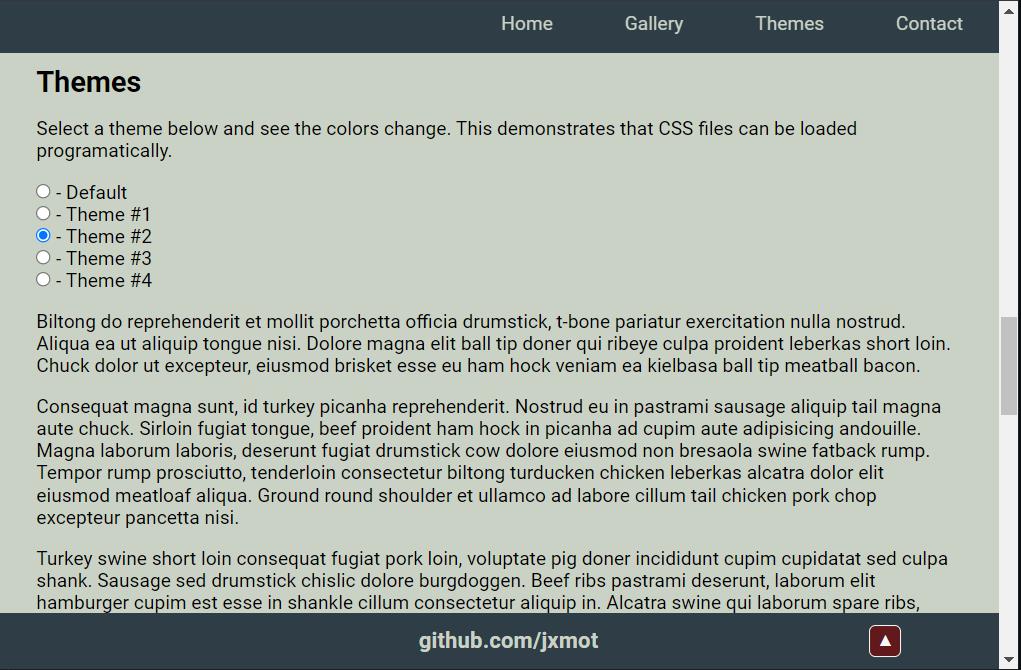 Home Gallery Themes Contact
Themes
Select a theme below and see the colors change. This demonstrates that CSS files can be loaded
programatically.
- Default
- Theme #1
- Theme #2
- Theme #3
- Theme #4
Biltong do reprehenderit et mollit porchetta officia drumstick, t-bone pariatur exercitation nulla nostrud.
Aliqua ea ut aliquip tongue nisi. Dolore magna elit ball tip doner qui ribeye culpa proident leberkas short loin.
Chuck dolor ut excepteur, eiusmod brisket esse eu ham hock veniam ea kielbasa ball tip meatball bacon.
Consequat magna sunt, id turkey picanha reprehenderit. Nostrud eu in pastrami sausage aliquip tail magna
aute chuck. Sirloin fugiat tongue, beef proident ham hock in picanha ad cupim aute adipisicing andouille.
Magna laborum laboris, deserunt fugiat drumstick cow dolore eiusmod non bresaola swine fatback rump.
Tempor rump prosciutto, tenderloin consectetur biltong turducken chicken leberkas alcatra dolor elit
eiusmod meatloaf aliqua. Ground round shoulder et ullamco ad labore cillum tail chicken pork chop
excepteur pancetta nisi.
Turkey swine short loin consequat fugiat pork loin, voluptate pig doner incididunt cupim cupidatat sed culpa
shank. Sausage sed drumstick chislic dolore burgdoggen. Beef ribs pastrami deserunt, laborum elit
hamburger cupim est esse in shankle cillum consectetur aliquip in. Alcatra swine qui laborum spare ribs,
github.com/jxmot